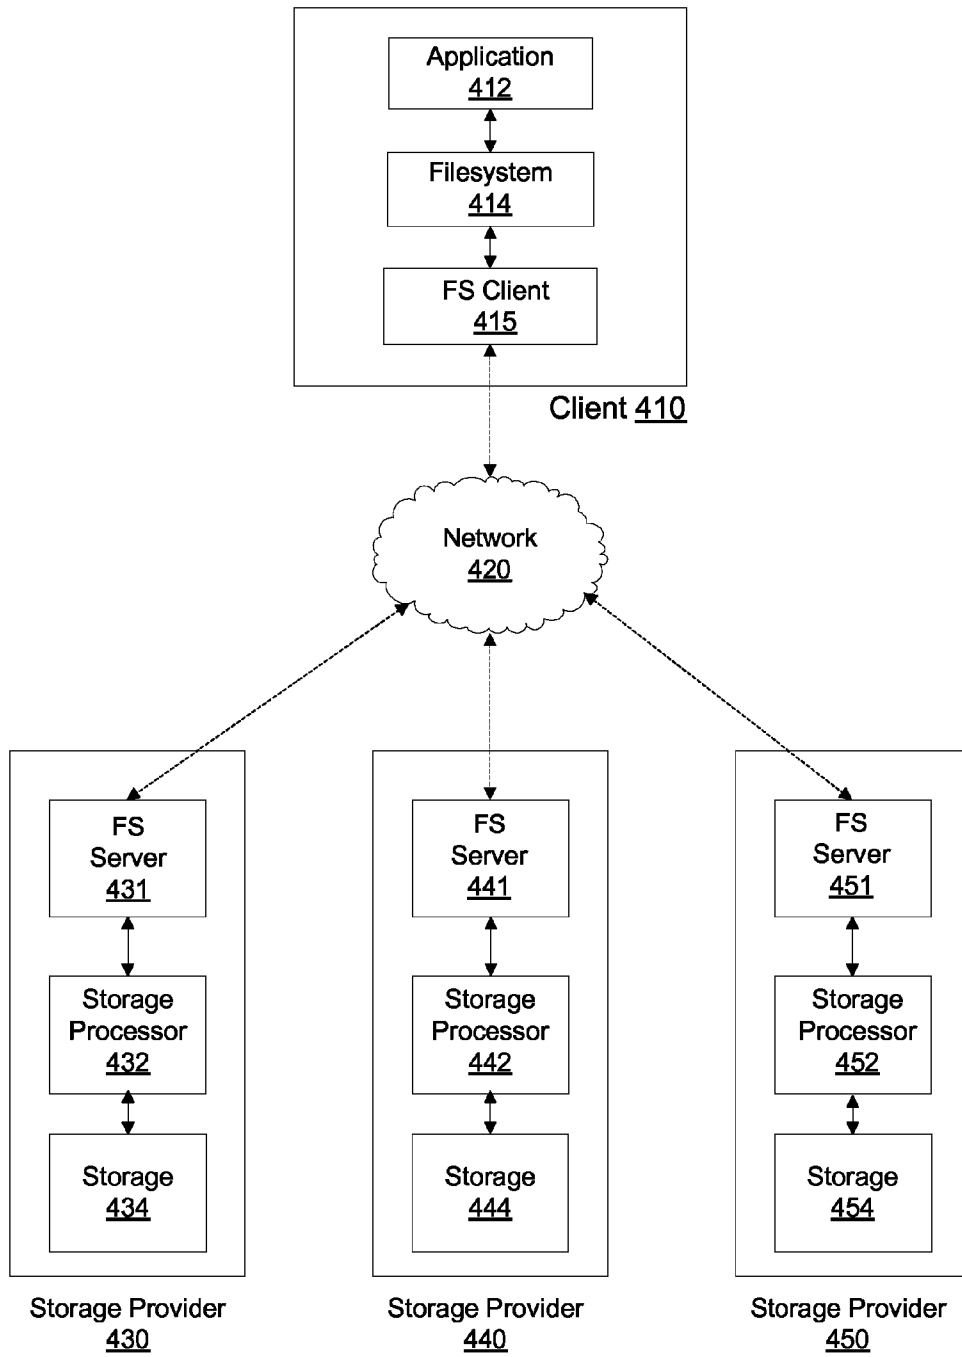 Application
412
Filesystem
414
FS Client
415
Client 410
Network
420
FS
Server
431
Storage
Processor
432
Storage
434
Storage Provider
430
FS
Server
441
Storage
Processor
442
Storage
444
Storage Provider
440
FS
Server
451
Storage
Processor
452
Storage
454
Storage Provider
450